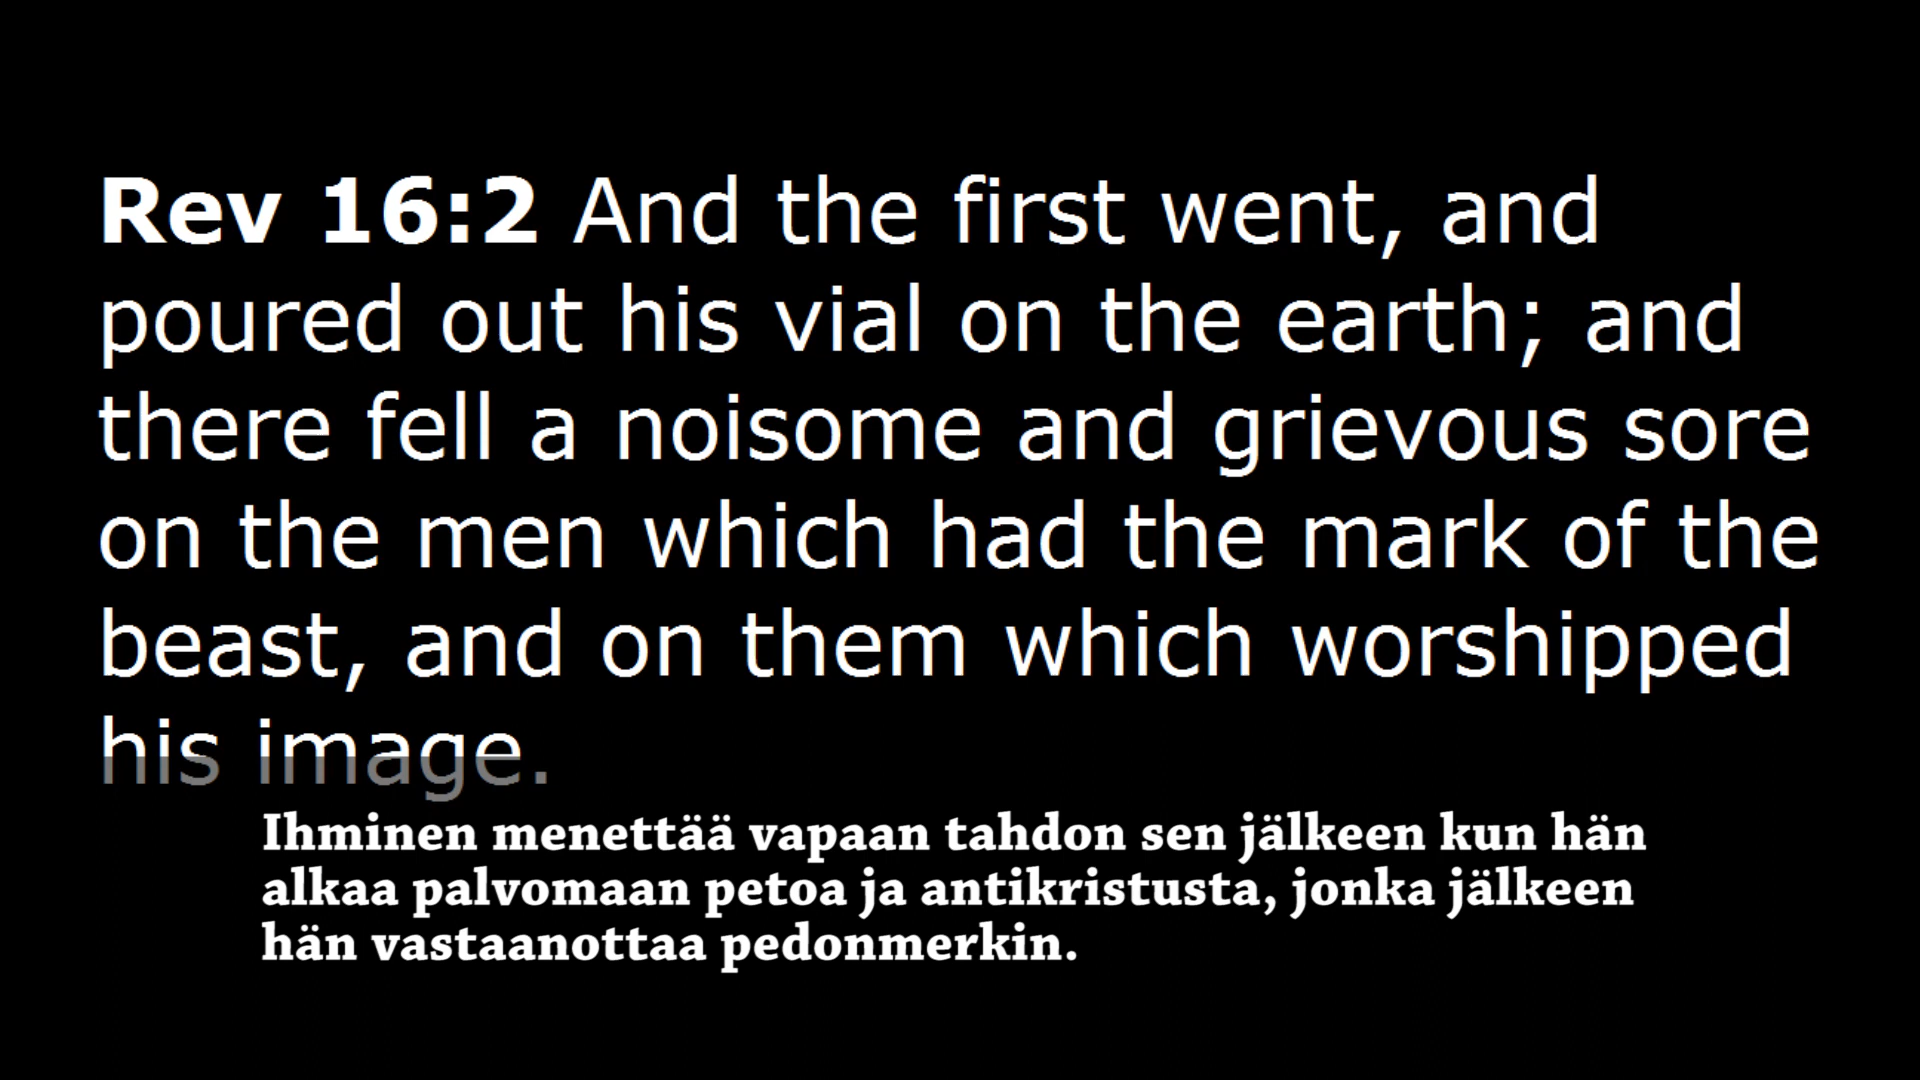 Rev 16:2 And the first went, and
poured out his vial on the earth; and
there fell a noisome and grievous sore
on the men which had the mark of the
beast, and on them which worshipped
his image.
Ihminen menettää vapaan tahdon sen jälkeen kun hän
alkaa palvomaan petoa ja antikristusta, jonka jälkeen
hän vastaanottaa pedonmerkin.